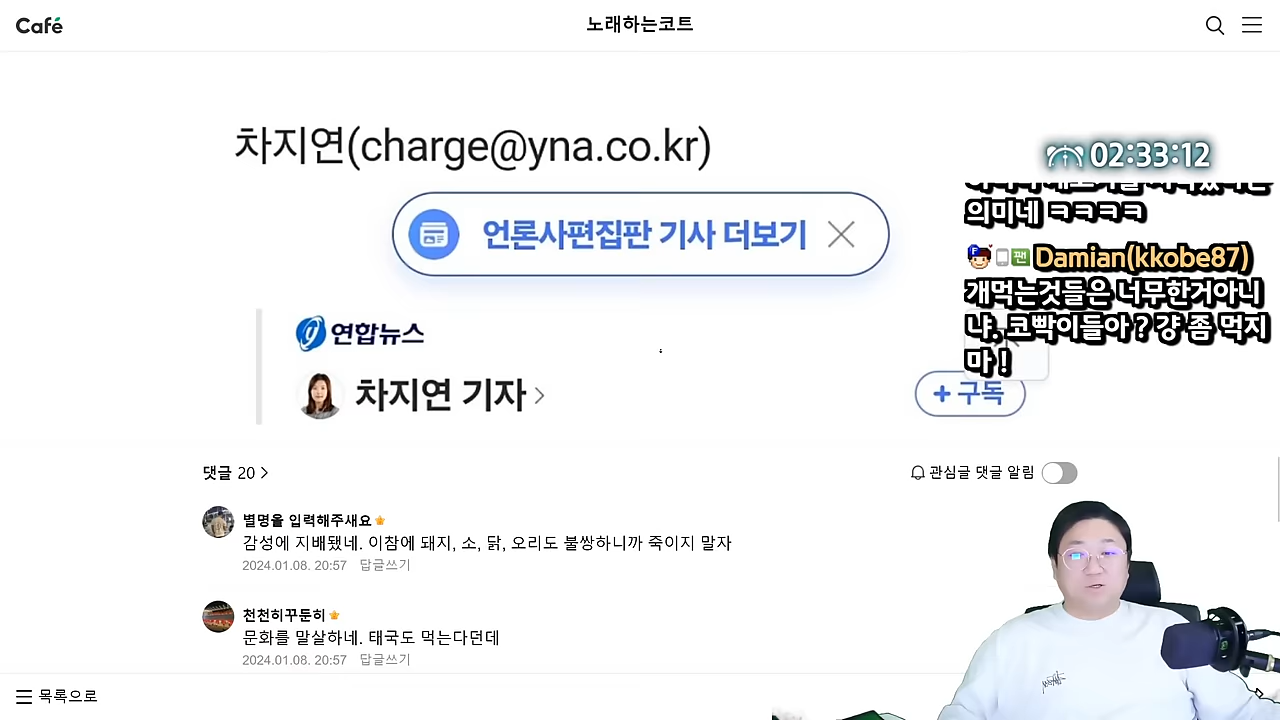 Café
노래하는코트
차지연(charge@yna.co.kr)
02:33:12
언론사편집판 기사 더보기
의미네 ㅋㅋㅋㅋ
Damian(kkobe87)
개먹는것들은 너무한거아니
냐, 코빡이들아 ? 걍 좀 먹지
마 !
연합뉴스
차지연 기자
+ 구독
댓글 20
관심글 댓글 알림
별명을 입력해주새요
감성에 지배됐네. 이참에 돼지, 소, 닭, 오리도 불쌍하니까 죽이지 말자
2024.01.08. 20:57 답글쓰기
천천히꾸둔히
문화를 말살하네. 태국도 먹는다던데
2024.01.08. 20:57 답글쓰기
목록으로